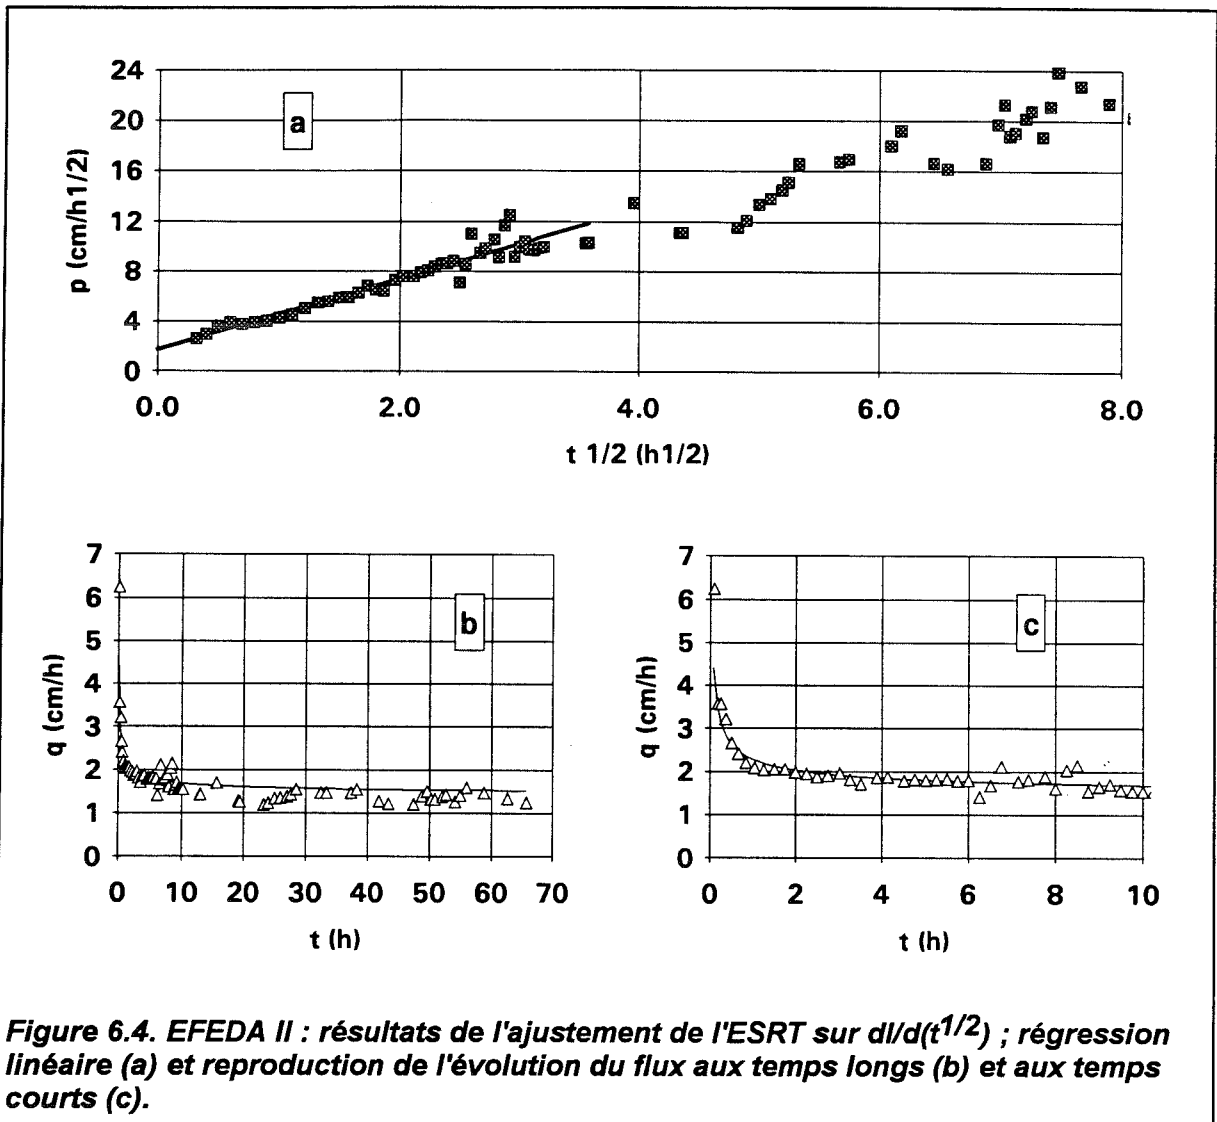 24
20
16
12
8
4
0
p (cm/h1/2)
a
0.0 2.0 4.0 6.0 8.0
t 1/2 (h1/2)
7
6
5
4
3
2
1
0
q (cm/h)
b
0 10 20 30 40 50 60 70
t (h)
7
6
5
4
3
2
1
0
q (cm/h)
c
0 2 4 6 8 10
t (h)
Figure 6.4. EFEDA II : résultats de l'ajustement de l'ESRT sur dI/d(t1/2) ; régression
linéaire (a) et reproduction de l'évolution du flux aux temps longs (b) et aux temps
courts (c).